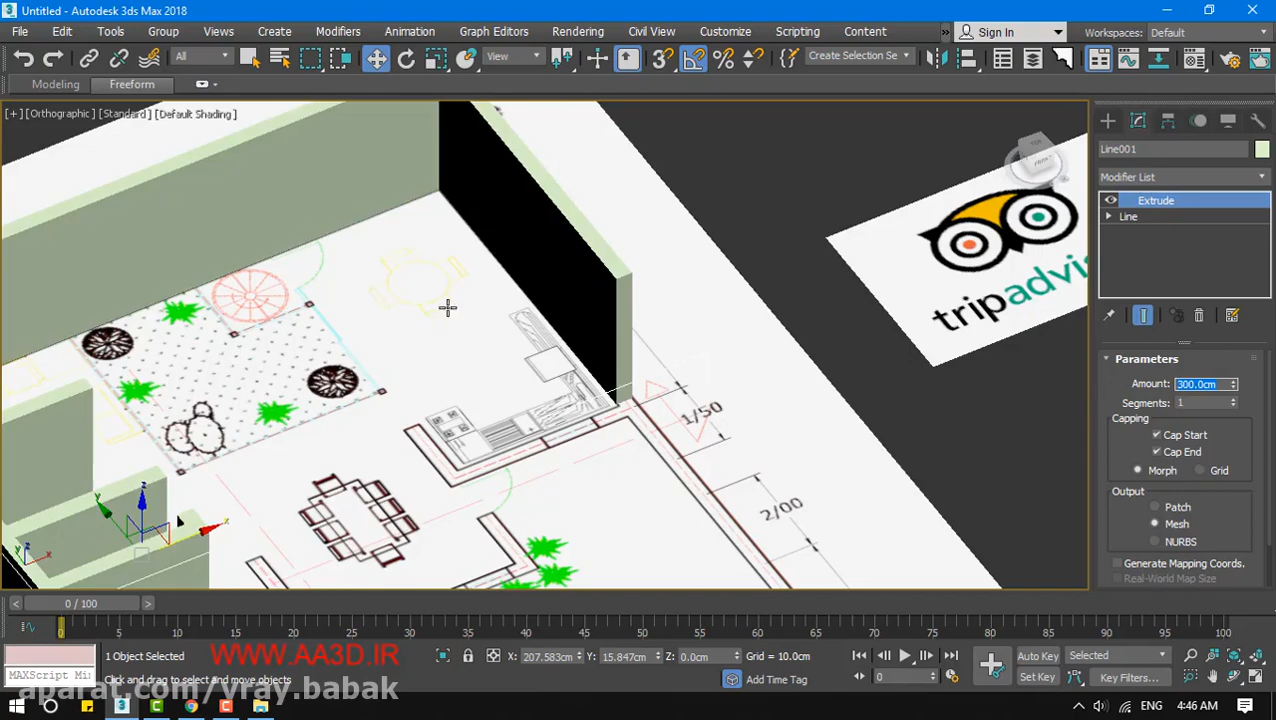 Untitled - Autodesk 3ds Max 2018
File Edit Tools Group Views Create Modifiers Animation Graph Editors Rendering Civil View Customize Scripting Content » Sign In Workspaces: Default
All View Create Selection Se
Modeling Freeform
[+] [Orthographic] [Standard] [Default Shading]
Line001
Modifier List
Extrude
Line
tripadvis
Parameters
Amount: 300.0cm
Segments: 1
Capping
Cap Start
Cap End
Morph Grid
Output
Patch
Mesh
NURBS
Generate Mapping Coords.
Real-World Map Size
1/50
2/00
z
y
x
z
y
x
< 0 / 100 >
0 5 10 15 20 25 30 35 40 45 50 55 60 65 70 75 80 85 90 95 100
1 Object Selected
WWW.AA3D.IR
X: 207.583cm Y: 15.847cm Z: 0.0cm Grid = 10.0cm
Auto Key Selected
MAXScript Mi
Click and drag to select and move objects
Add Time Tag
0
Set Key Key Filters...
aparat.com/vray.babak
ENG 4:46 AM